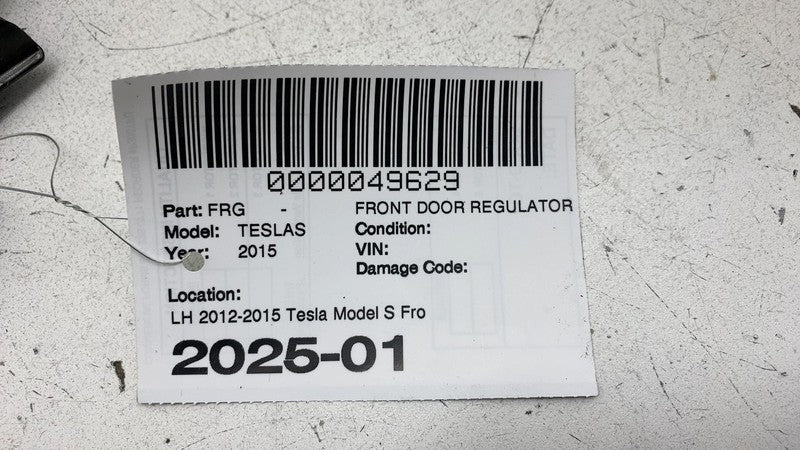 0000049629
Part: FRG - FRONT DOOR REGULATOR
Model: TESLAS Condition:
Year: 2015 VIN:
Damage Code:
Location:
LH 2012-2015 Tesla Model S Fro
2025-01